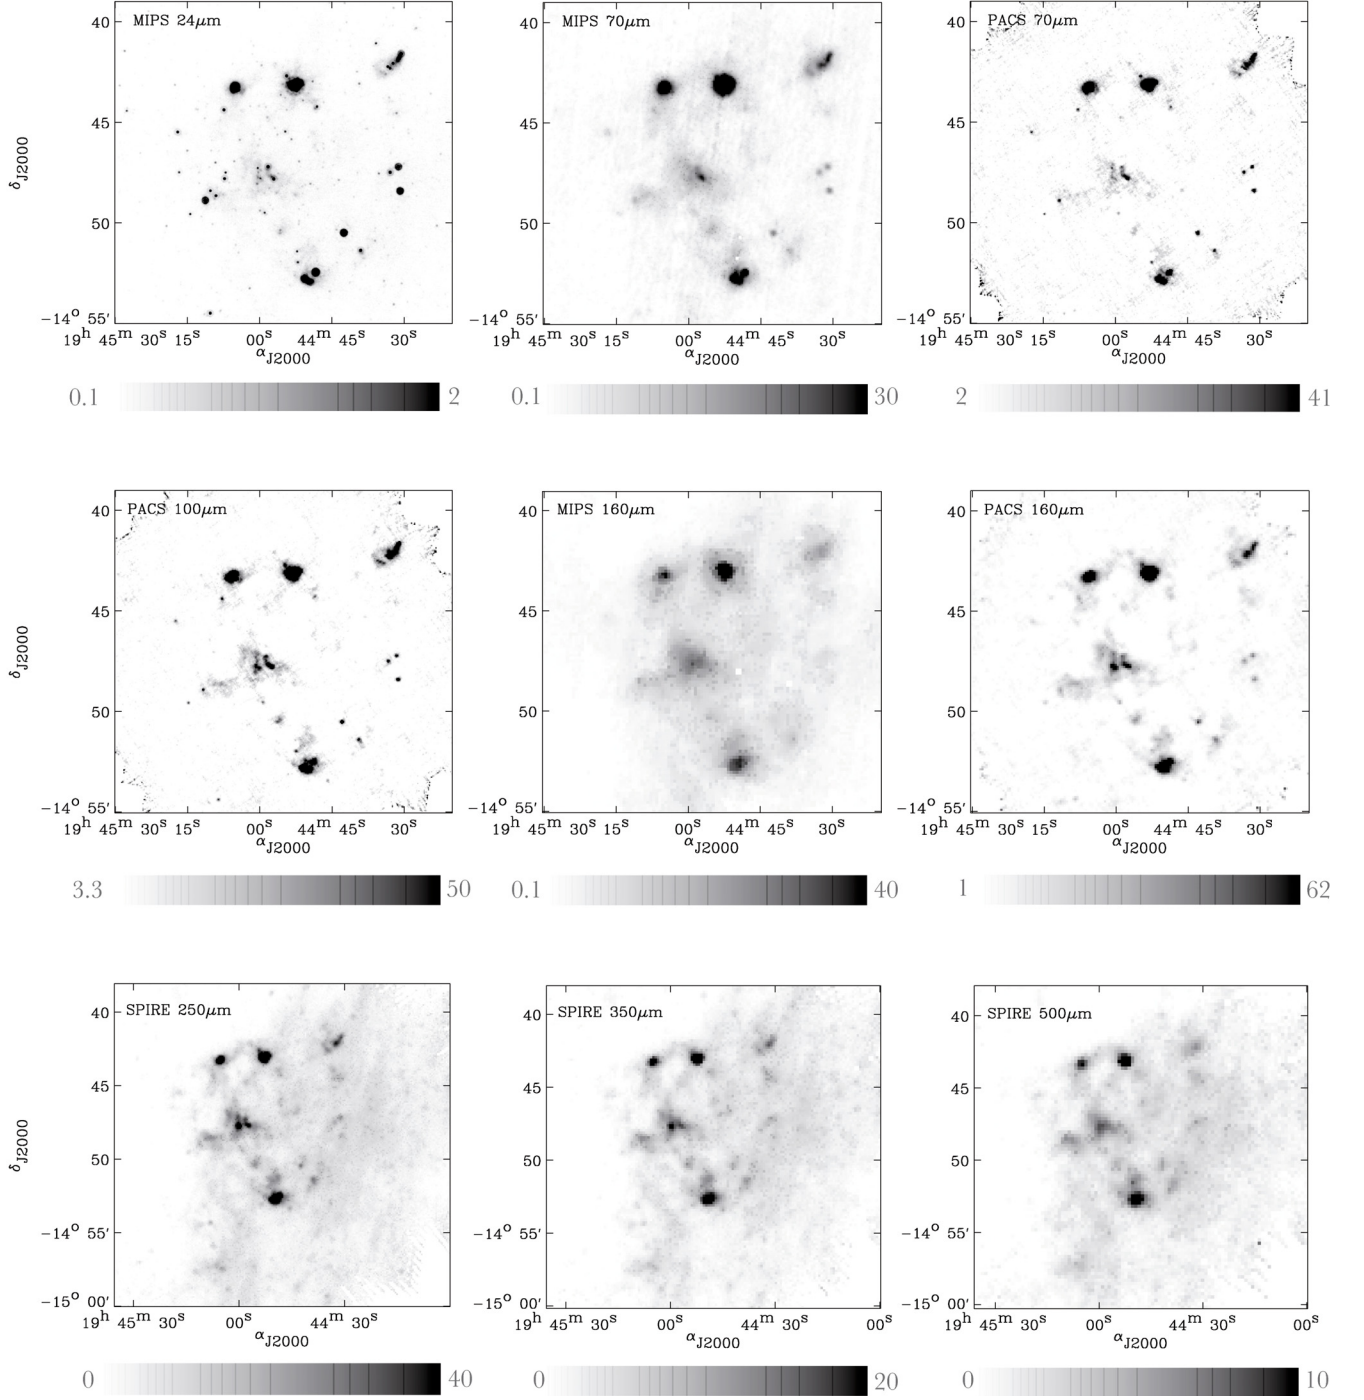 MIPS 24μm
MIPS 70μm
PACS 70μm
40
45
50
−14° 55′
δJ2000
19h 45m 30s 15s 00s 44m 45s 30s
αJ2000
40
45
50
−14° 55′
19h 45m 30s 15s 00s 44m 45s 30s
αJ2000
40
45
50
−14° 55′
19h 45m 30s 15s 00s 44m 45s 30s
αJ2000
0.1 2
0.1 30
2 41
PACS 100μm
MIPS 160μm
PACS 160μm
40
45
50
−14° 55′
δJ2000
19h 45m 30s 15s 00s 44m 45s 30s
αJ2000
40
45
50
−14° 55′
19h 45m 30s 15s 00s 44m 45s 30s
αJ2000
40
45
50
−14° 55′
19h 45m 30s 15s 00s 44m 45s 30s
αJ2000
3.3 50
0.1 40
1 62
SPIRE 250μm
SPIRE 350μm
SPIRE 500μm
40
45
50
−14° 55′
−15° 00′
δJ2000
19h 45m 30s 00s 44m 30s
αJ2000
40
45
50
−14° 55′
−15° 00′
19h 45m 30s 00s 44m 30s 00s
αJ2000
40
45
50
−14° 55′
−15° 00′
19h 45m 30s 00s 44m 30s 00s
αJ2000
0 40
0 20
0 10